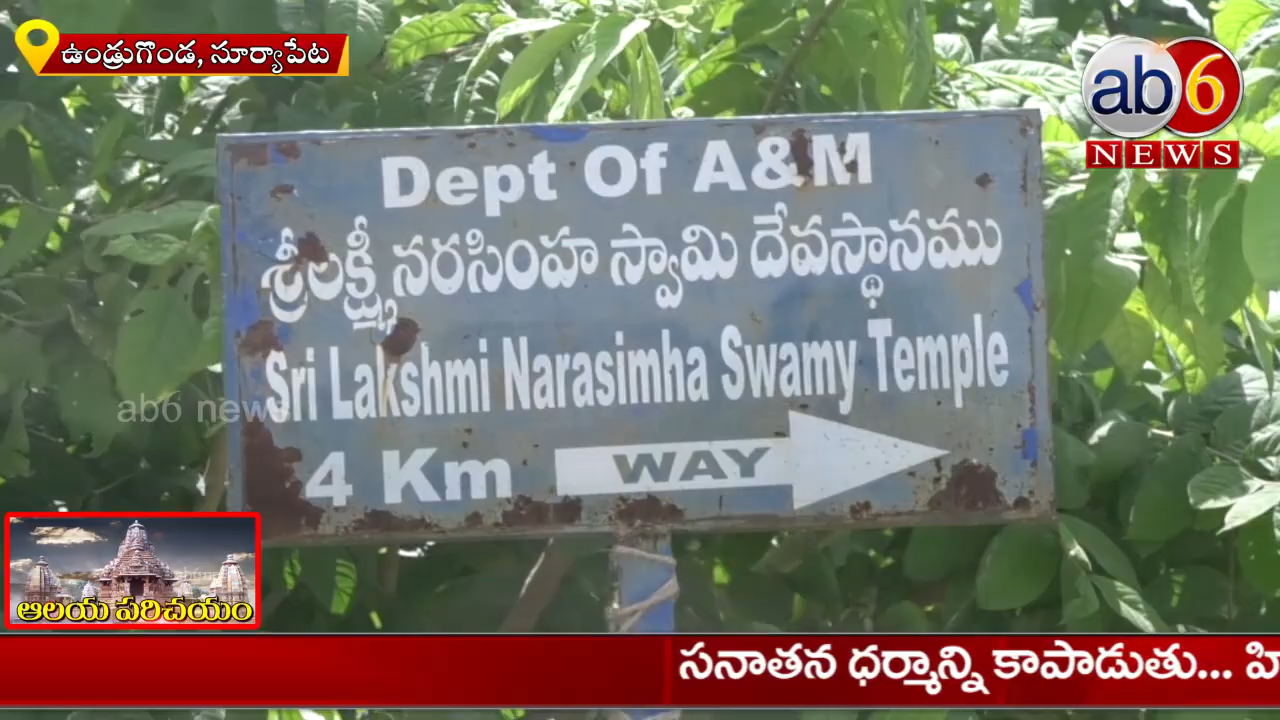 ఉండ్రుగొండ, సూర్యాపేట
ab6
NEWS
Dept Of A&M
శ్రీలక్ష్మీనరసింహ స్వామి దేవస్థానము
Sri Lakshmi Narasimha Swamy Temple
4 Km WAY
ab6 news
ఆలయ పరిచయం
సనాతన ధర్మాన్ని కాపాడుతు... హి